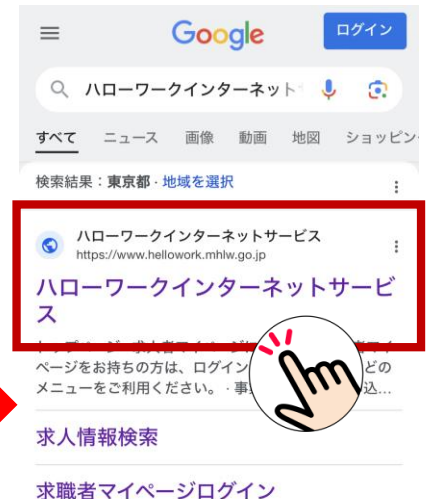 Google
ログイン
ハローワークインターネット
すべて ニュース 画像 動画 地図 ショッピン
検索結果：東京都 · 地域を選択
ハローワークインターネットサービス
https://www.hellowork.mhlw.go.jp
ハローワークインターネットサービ
ス
ページをお持ちの方は、ログイン どの
メニューをご利用ください。 · 事 込...
求人情報検索
求職者マイページログイン